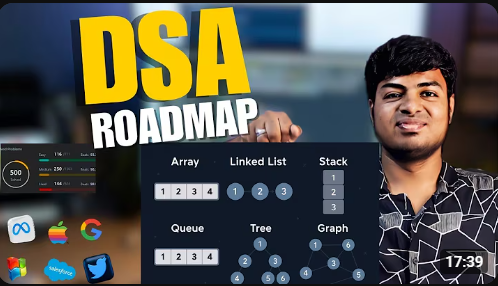 DSA
ROADMAP
500
Array
Linked List
Stack
1 2 3 4
1 2 3
1
2
3
Queue
Tree
Graph
1 2 3 4
1
2 3
4 5 6
1 6
3
4 5
salesforce
17:39